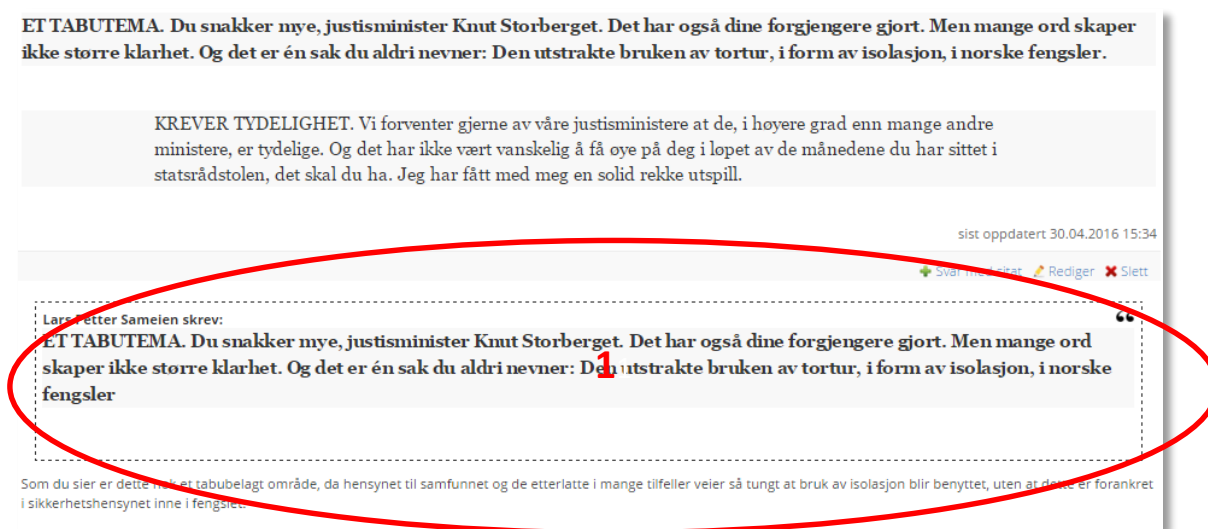 ET TABUTEMA. Du snakker mye, justisminister Knut Storberget. Det har også dine forgjengere gjort. Men mange ord skaper
ikke større klarhet. Og det er én sak du aldri nevner: Den utstrakte bruken av tortur, i form av isolasjon, i norske fengsler.
KREVER TYDELIGHET. Vi forventer gjerne av våre justisministere at de, i høyere grad enn mange andre
ministere, er tydelige. Og det har ikke vært vanskelig å få øye på deg i løpet av de månedene du har sittet i
statsrådstolen, det skal du ha. Jeg har fått med meg en solid rekke utspill.
sist oppdatert 30.04.2016 15:34
Svar med sitat Rediger Slett
Lars Petter Sameien skrev:
ET TABUTEMA. Du snakker mye, justisminister Knut Storberget. Det har også dine forgjengere gjort. Men mange ord
skaper ikke større klarhet. Og det er én sak du aldri nevner: Den utstrakte bruken av tortur, i form av isolasjon, i norske
fengsler
1
Som du sier er dette nok et tabubelagt område, da hensynet til samfunnet og de etterlatte i mange tilfeller veier så tungt at bruk av isolasjon blir benyttet, uten at dette er forankret
i sikkerhetshensynet inne i fengslet.